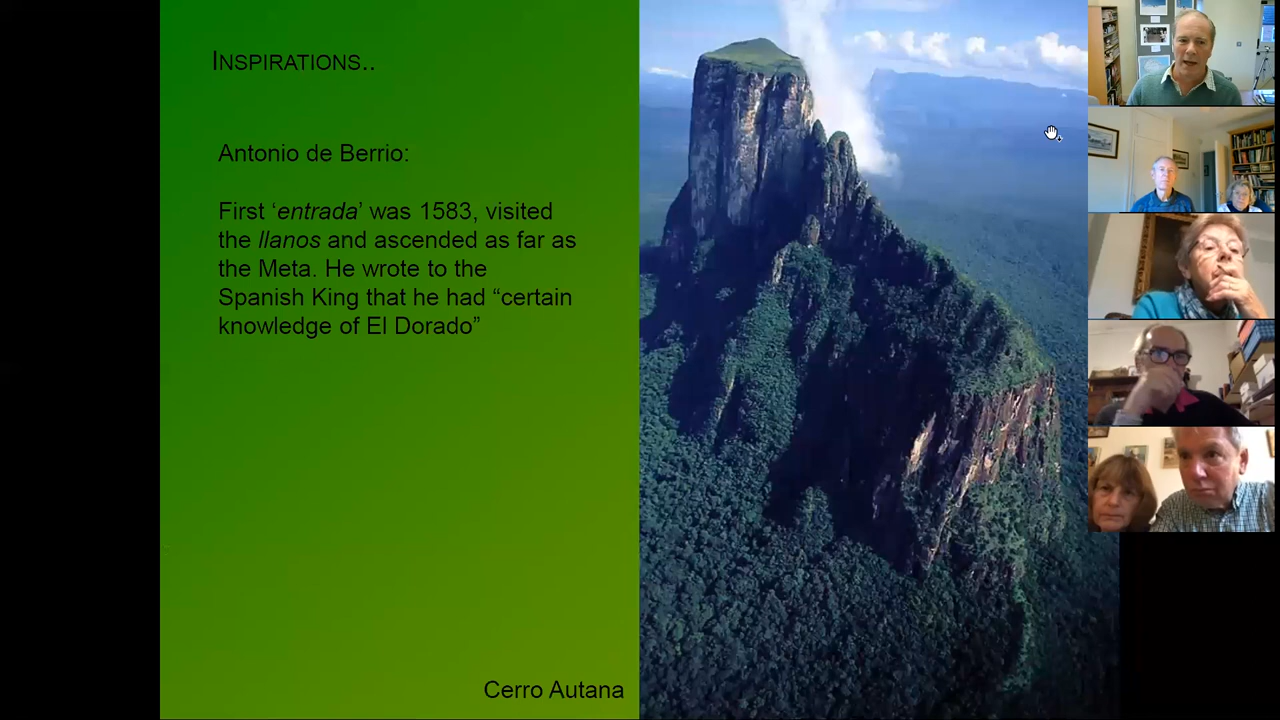 INSPIRATIONS..
Antonio de Berrio:
First ‘entrada’ was 1583, visited
the llanos and ascended as far as
the Meta. He wrote to the
Spanish King that he had “certain
knowledge of El Dorado”
Cerro Autana